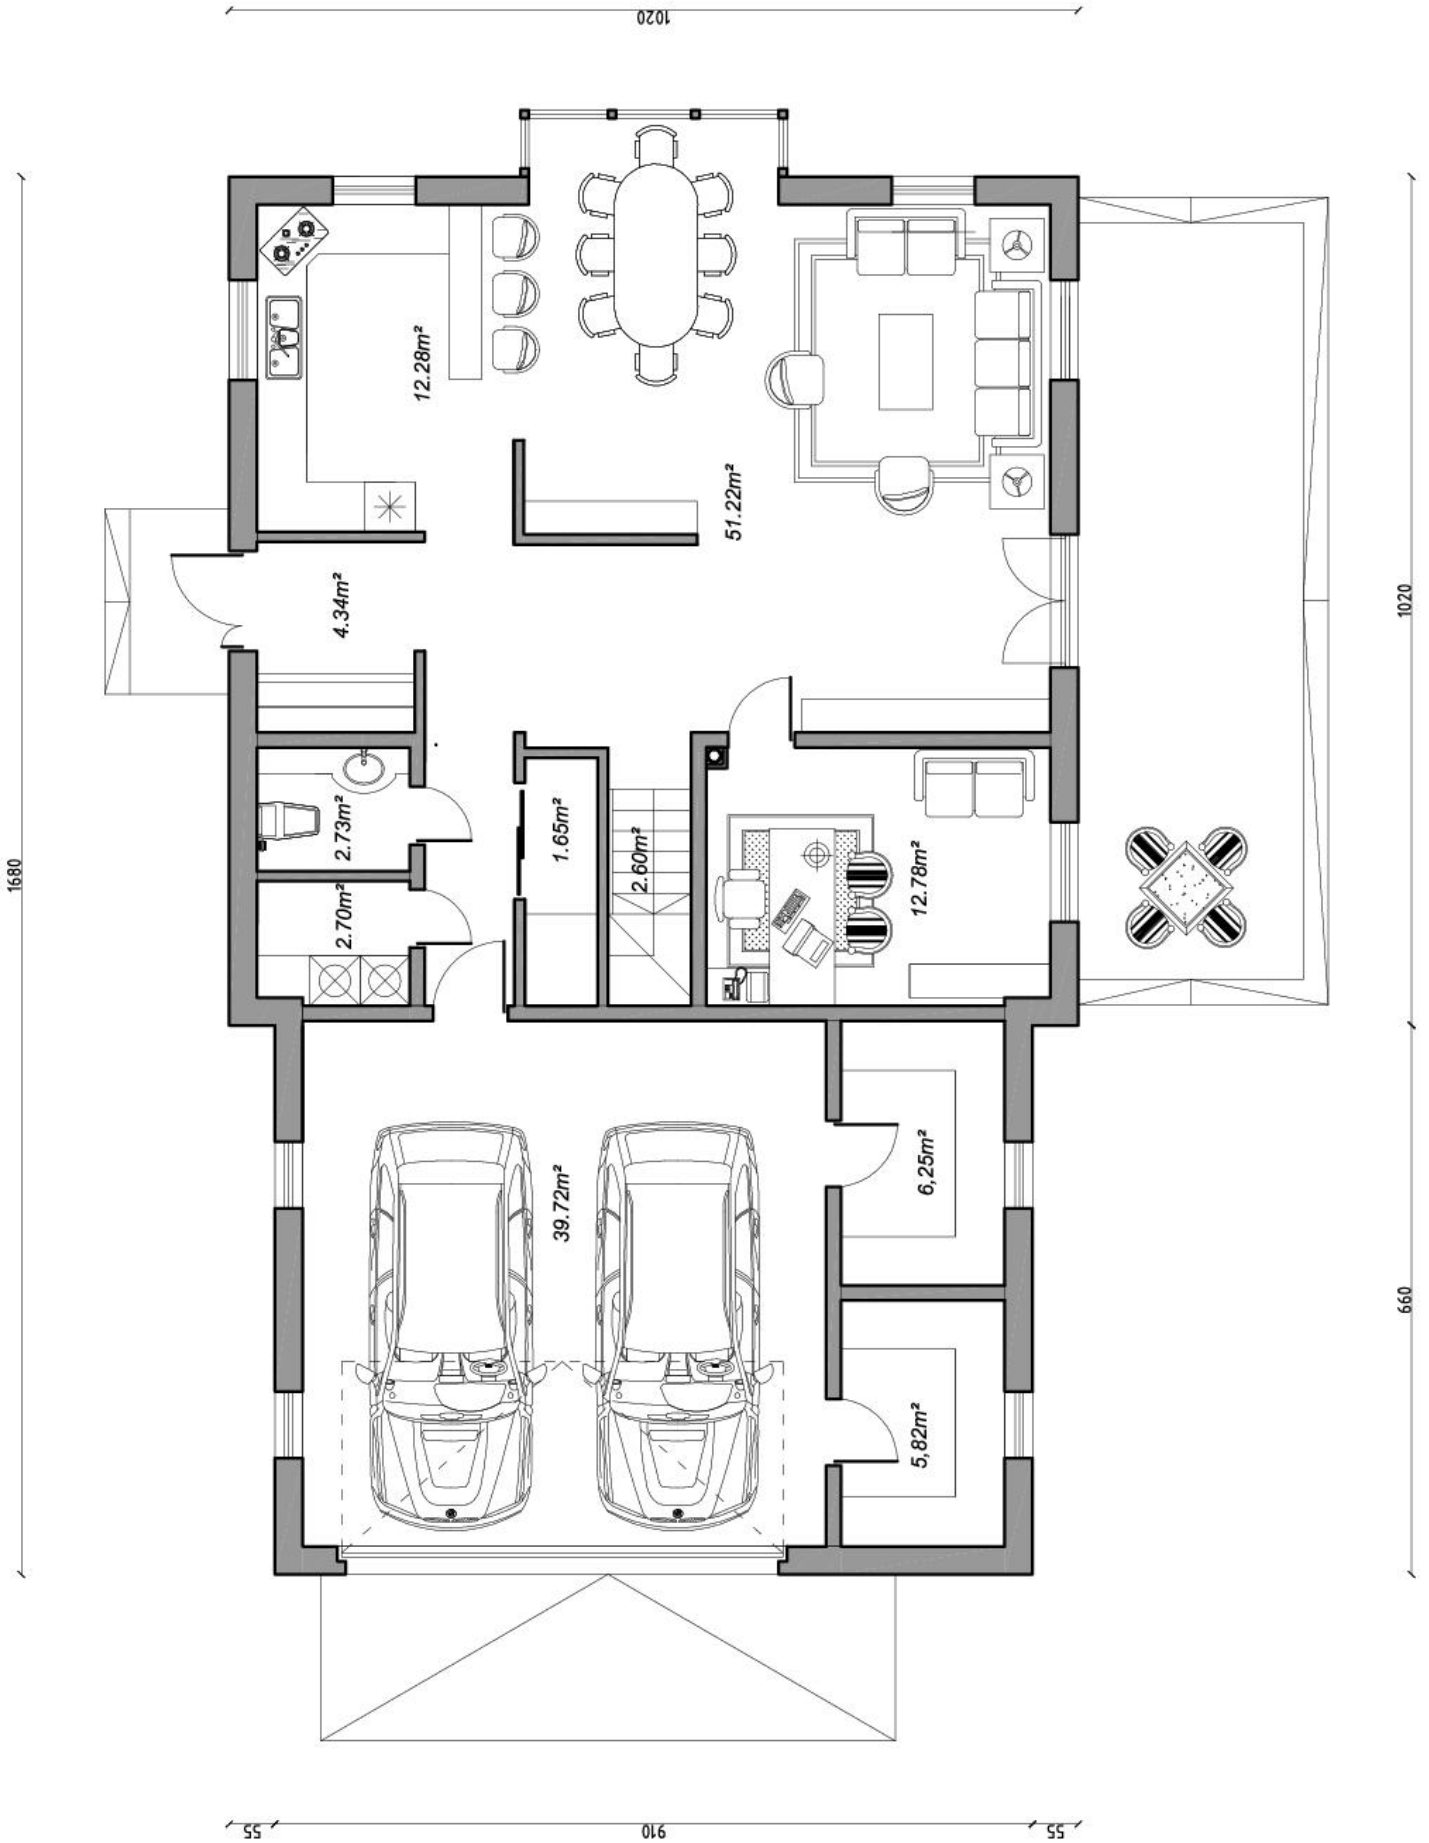 1020
12.28m²
51.22m²
4.34m²
1020
2.73m²
1.65m²
2.60m²
12.78m²
1680
2.70m²
39.72m²
6,25m²
660
5,82m²
55
910
55